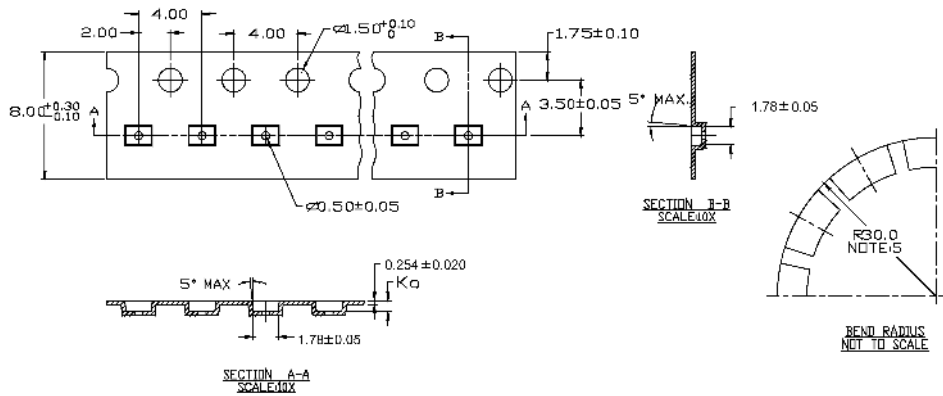 4.00
2.00
4.00
Ø1.50 +0.10 0
B
1.75±0.10
8.00 +0.30 -0.10
A
A
3.50±0.05
B
Ø0.50±0.05
5° MAX.
1.78±0.05
SECTION B-B
SCALE:10X
R30.0
NOTE:5
5° MAX
0.254±0.020
Ko
1.78±0.05
SECTION A-A
SCALE:10X
BEND RADIUS
NOT TO SCALE